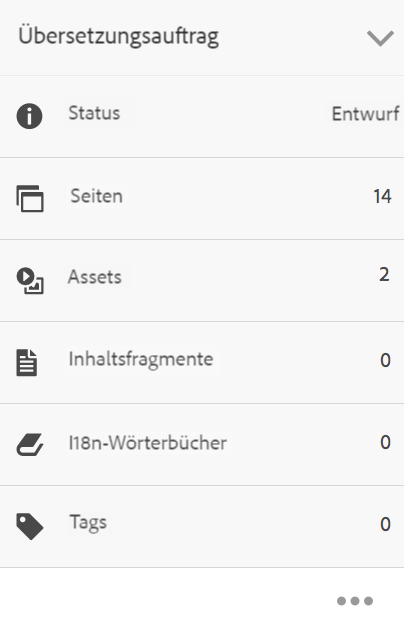 Übersetzungsauftrag
Status Entwurf
Seiten 14
Assets 2
Inhaltsfragmente 0
I18n-Wörterbücher 0
Tags 0